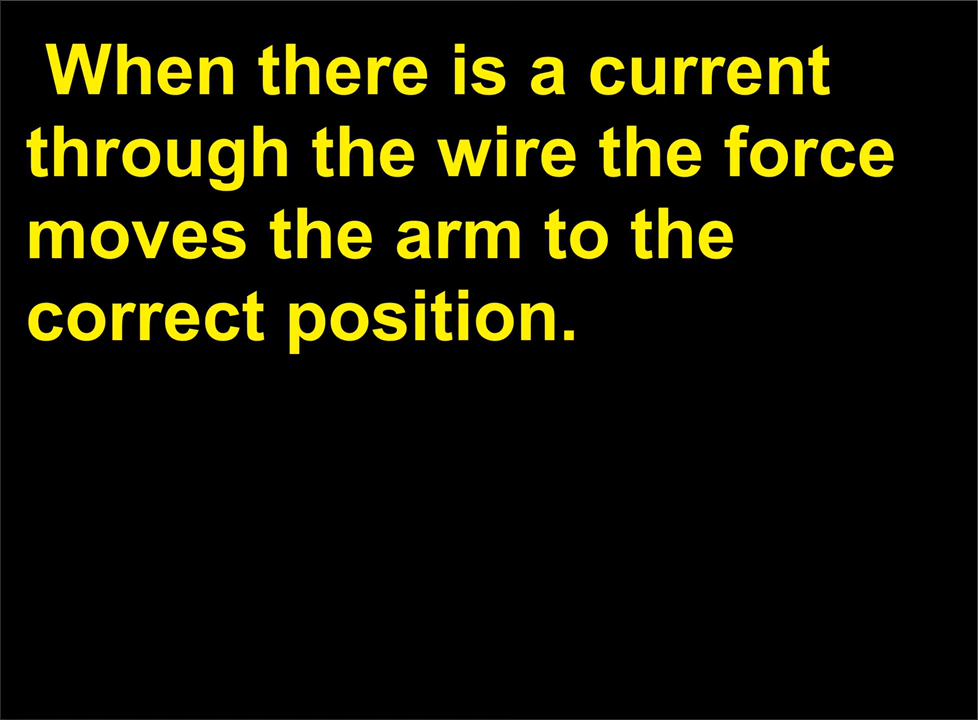 When there is a current
through the wire the force
moves the arm to the
correct position.